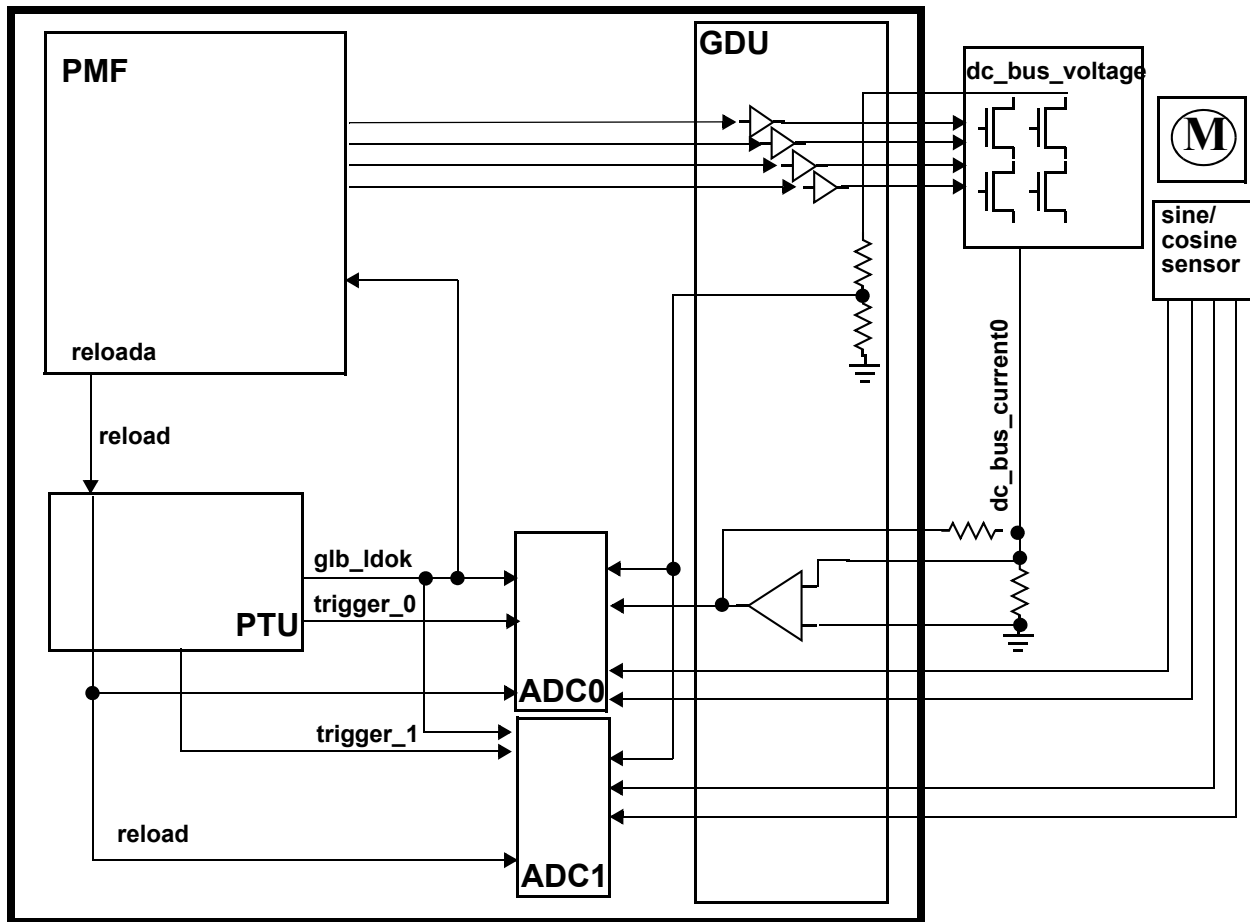 GDU
PMF
dc_bus_voltage
M
sine/
cosine
sensor
reloada
dc_bus_current0
reload
glb_ldok
trigger_0
PTU
ADC0
trigger_1
reload
ADC1